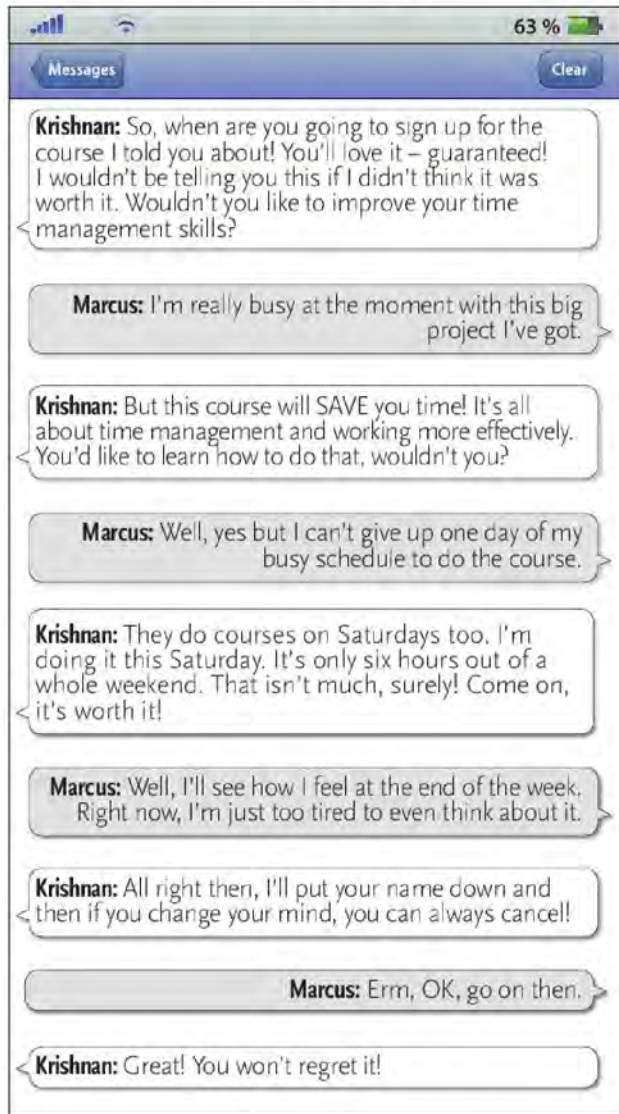 63 %
Messages
Clear
Krishnan: So, when are you going to sign up for the
course I told you about! You'll love it – guaranteed!
I wouldn't be telling you this if I didn't think it was
worth it. Wouldn't you like to improve your time
management skills?
Marcus: I'm really busy at the moment with this big
project I've got.
Krishnan: But this course will SAVE you time! It's all
about time management and working more effectively.
You'd like to learn how to do that, wouldn't you?
Marcus: Well, yes but I can't give up one day of my
busy schedule to do the course.
Krishnan: They do courses on Saturdays too. I'm
doing it this Saturday. It's only six hours out of a
whole weekend. That isn't much, surely! Come on,
it's worth it!
Marcus: Well, I'll see how I feel at the end of the week.
Right now, I'm just too tired to even think about it.
Krishnan: All right then, I'll put your name down and
then if you change your mind, you can always cancel!
Marcus: Erm, OK, go on then.
Krishnan: Great! You won't regret it!